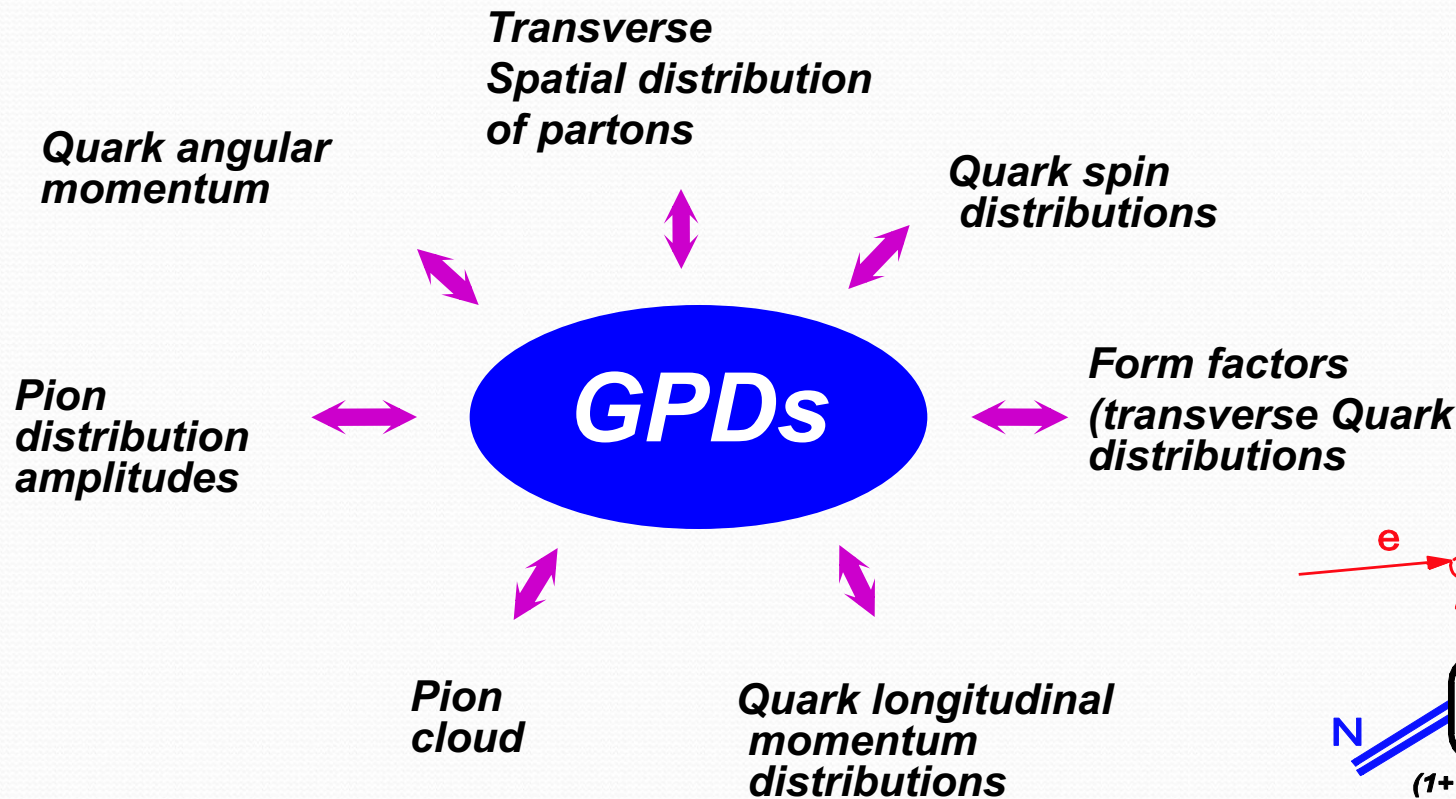 Transverse
Spatial distribution
of partons
Quark angular
momentum
Quark spin
distributions
GPDs
Pion
distribution
amplitudes
Form factors
(transverse Quark
distributions
e
Pion
cloud
Quark longitudinal
momentum
distributions
N
(1+